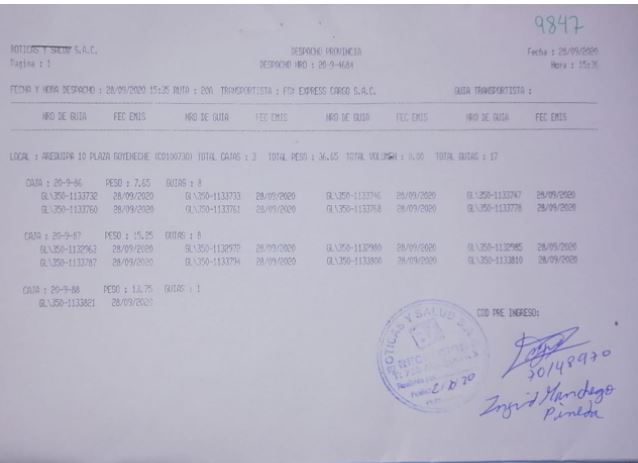 9847
BOTICAS Y SALUD S.A.C. DESPACHO PROVINCIA Fecha : 28/09/2020
Pagina : 1 DESPACHO NRO : 20-9-4684 Hora : 15:35
FECHA Y HORA DESPACHO : 28/09/2020 15:35 RUTA : 20A TRANSPORTISTA : EXPRESS CARGO S.A.C. GUIA TRANSPORTISTA :
NRO DE GUIA FEC EMIS NRO DE GUIA FEC EMIS NRO DE GUIA FEC EMIS
LOCAL : AREQUIPA 10 PLAZA GOYENECHE (C0100730) TOTAL CAJAS : 3 TOTAL PESO : 36.65 TOTAL VOLUMEN : 0.00 TOTAL GUIAS : 17
CAJA : 20-9-86 PESO : 7.65 GUIAS : 8
GL\350-1133732 28/09/2020 GL\350-1133733 28/09/2020 GL\350-1133746 28/09/2020 GL\350-1133747 28/09/2020
GL\350-1133760 28/09/2020 GL\350-1133761 28/09/2020 GL\350-1133768 28/09/2020 GL\350-1133778 28/09/2020
CAJA : 20-9-87 PESO : 15.25 GUIAS : 8
GL\350-1132963 28/09/2020 GL\350-1132972 28/09/2020 GL\350-1132980 28/09/2020 GL\350-1132985 28/09/2020
GL\350-1133787 28/09/2020 GL\350-1133794 28/09/2020 GL\350-1133800 28/09/2020 GL\350-1133810 28/09/2020
CAJA : 20-9-88 PESO : 13.75 GUIAS : 1
GL\350-1133821 28/09/2020
COD PRE INGRESO:
BOTICAS Y SALUD
70148970
Ingrid Mandego
Pineda